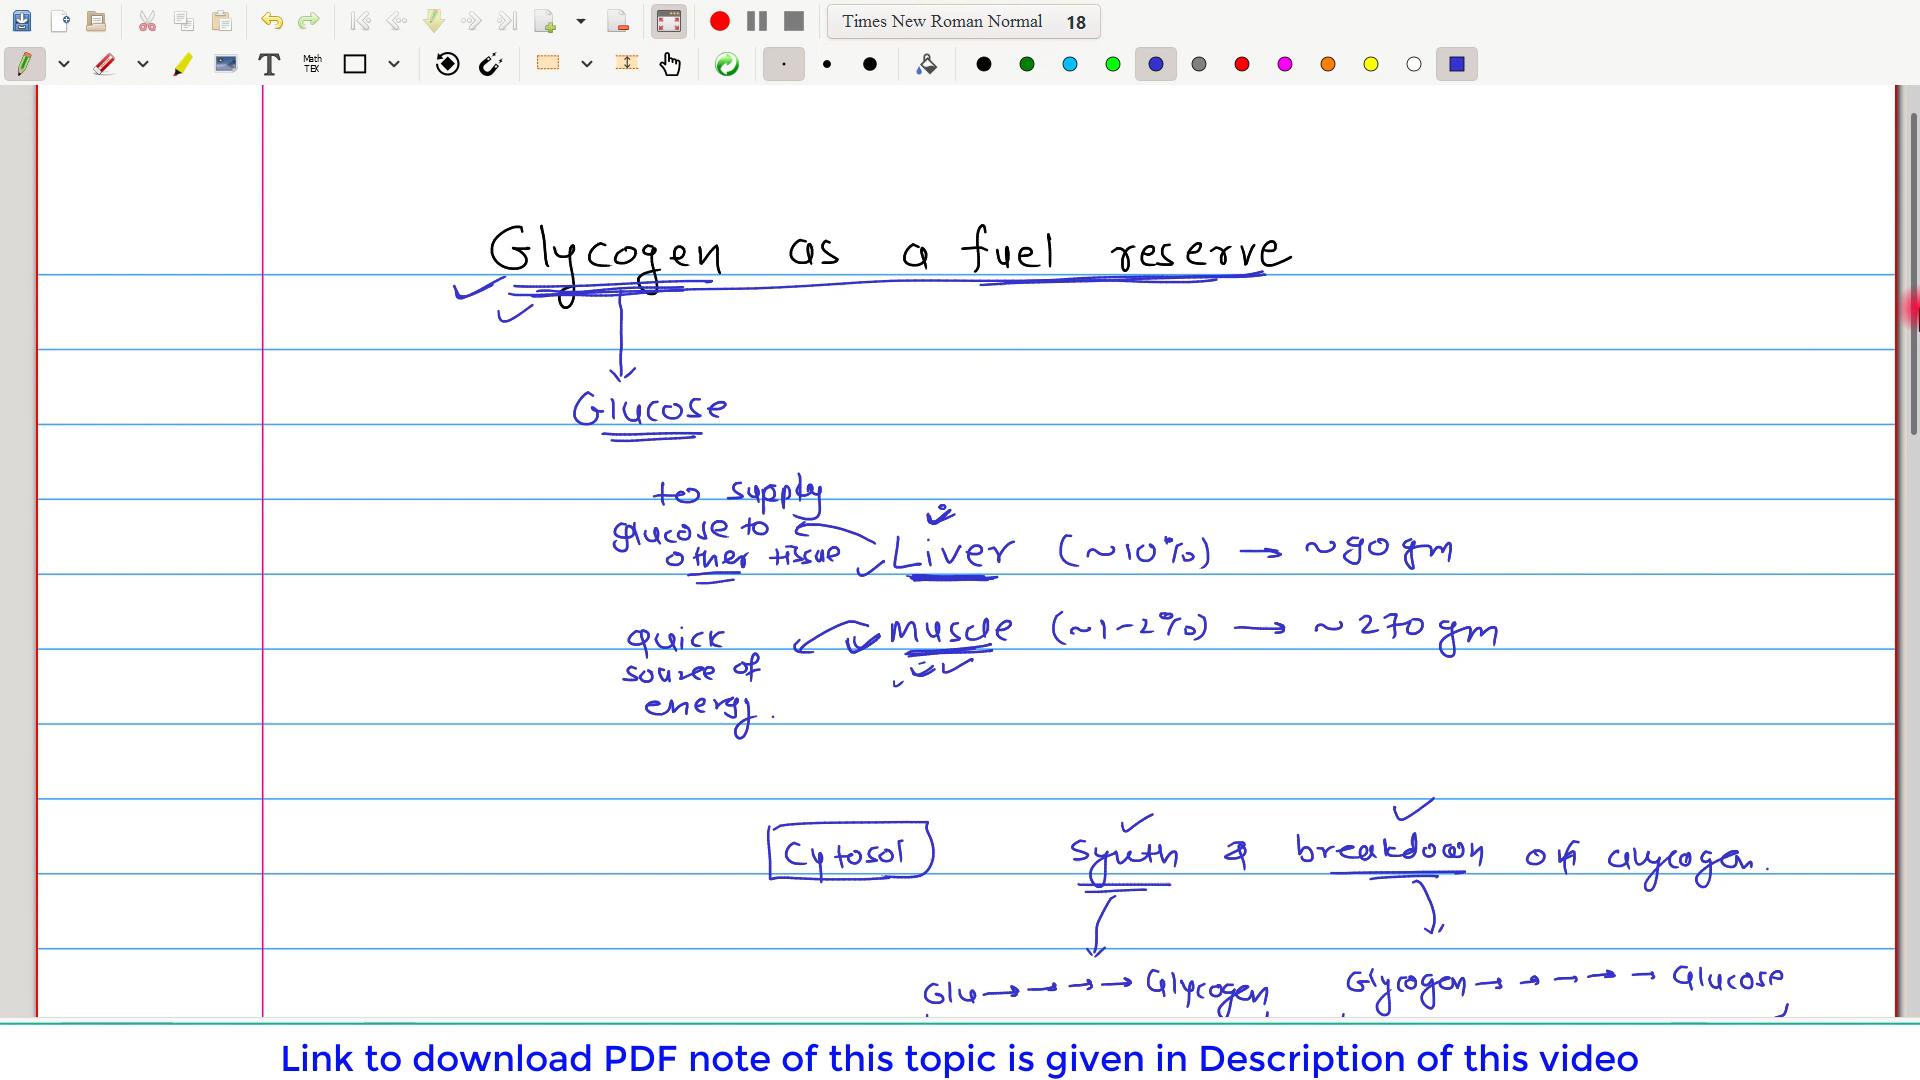 Times New Roman Normal 18
Math
TEX
Glycogen as a fuel reserve
Glucose
to supply
glucose to
other tissue
Liver (~10%) → ~90 gm
Muscle (~1-2%) → ~270 gm
quick
source of
energy.
Cytosol
Synth & breakdown of glycogen.
Glu → → → → Glycogen
Glycogen → → → → → Glucose
Link to download PDF note of this topic is given in Description of this video